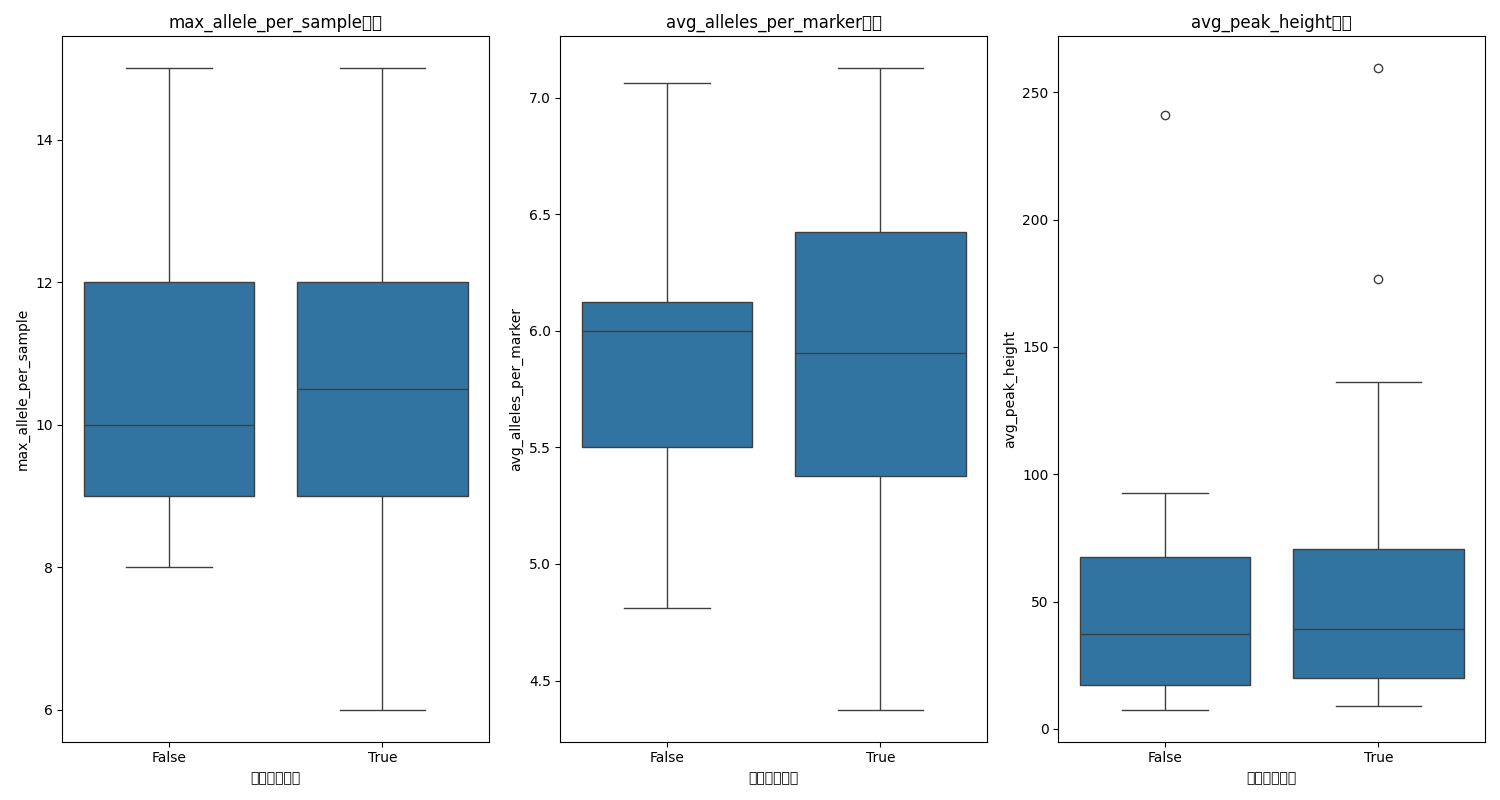 max_allele_per_sample
avg_alleles_per_marker
avg_peak_height
max_allele_per_sample
14
12
10
8
6
False
True
avg_alleles_per_marker
7.0
6.5
6.0
5.5
5.0
4.5
False
True
avg_peak_height
250
200
150
100
50
0
False
True